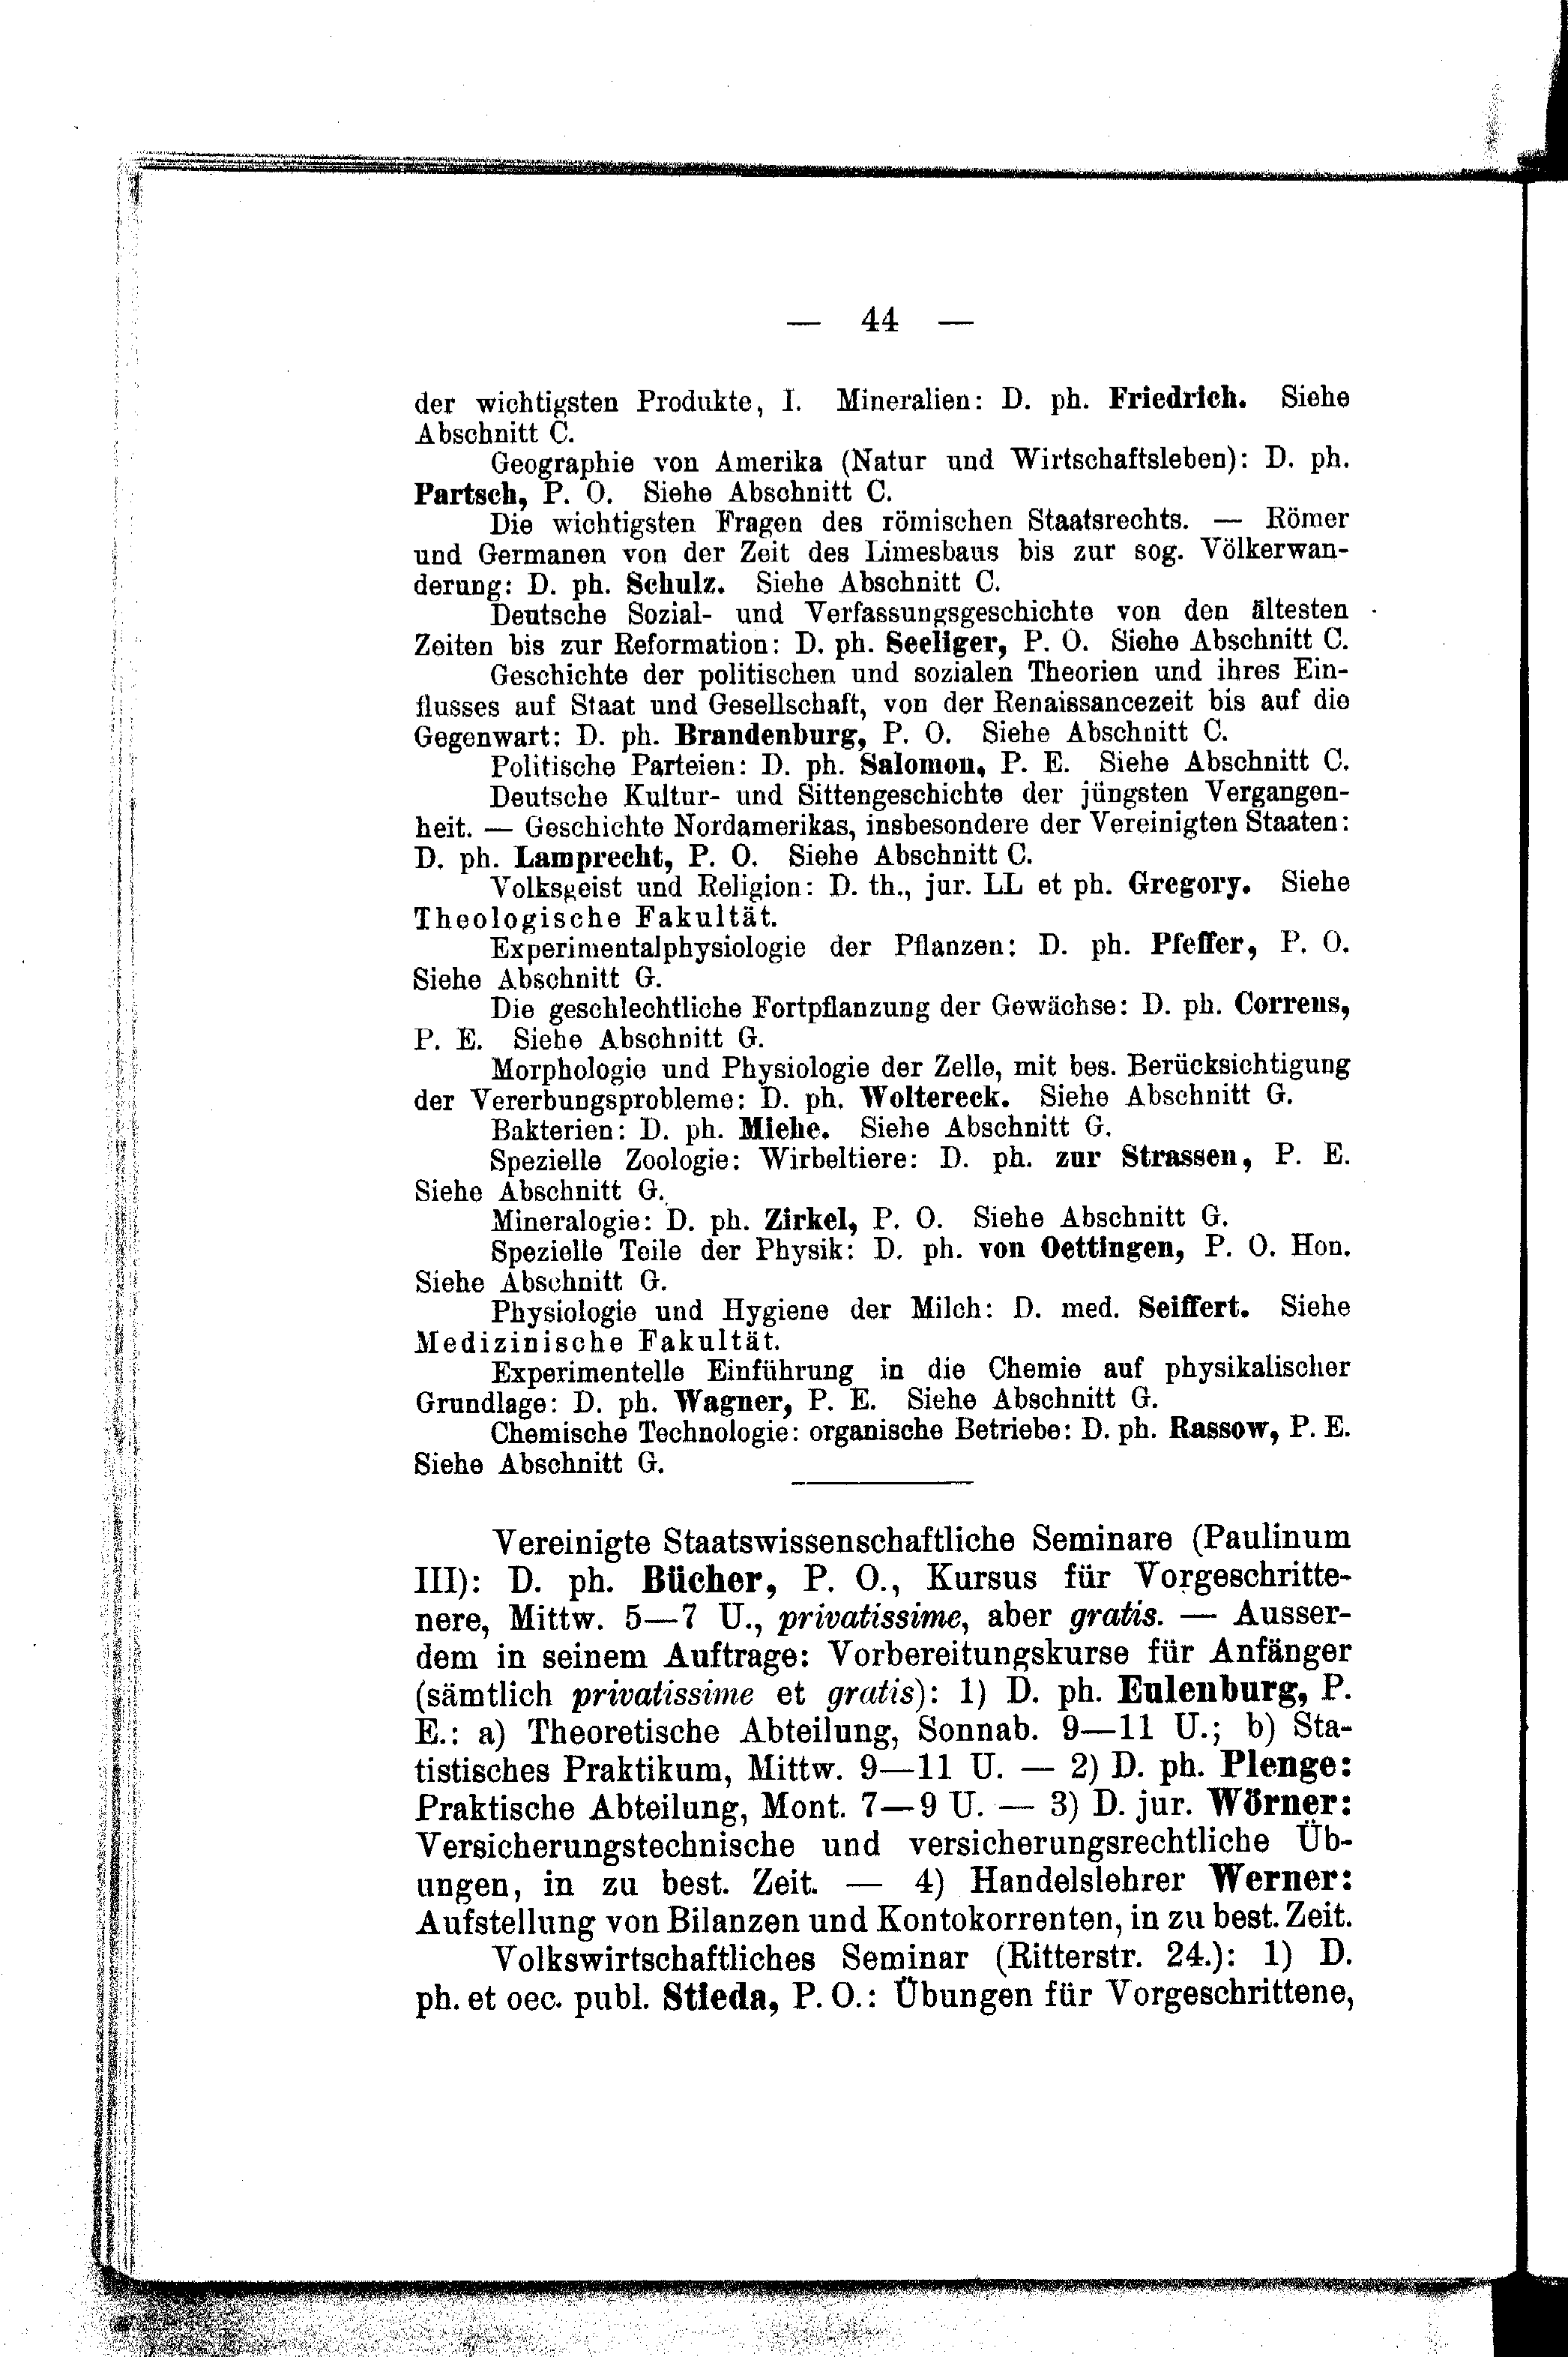 — 44 —
der wichtigsten Produkte, I. Mineralien: D. ph. Friedrich. Siehe
Abschnitt C.
Geographie von Amerika (Natur und Wirtschaftsleben): D. ph.
Partsch, P. O. Siehe Abschnitt C.
Die wichtigsten Fragen des römischen Staatsrechts. — Römer
und Germanen von der Zeit des Limesbaus bis zur sog. Völkerwan-
derung: D. ph. Schulz. Siehe Abschnitt C.
Deutsche Sozial- und Verfassungsgeschichte von den ältesten
Zeiten bis zur Reformation: D. ph. Seeliger, P. O. Siehe Abschnitt C.
Geschichte der politischen und sozialen Theorien und ihres Ein-
flusses auf Staat und Gesellschaft, von der Renaissancezeit bis auf die
Gegenwart: D. ph. Brandenburg, P. O. Siehe Abschnitt C.
Politische Parteien: D. ph. Salomon, P. E. Siehe Abschnitt C.
Deutsche Kultur- und Sittengeschichte der jüngsten Vergangen-
heit. — Geschichte Nordamerikas, insbesondere der Vereinigten Staaten:
D. ph. Lamprecht, P. O. Siehe Abschnitt C.
Volksgeist und Religion: D. th., jur. LL et ph. Gregory. Siehe
Theologische Fakultät.
Experimentalphysiologie der Pflanzen: D. ph. Pfeffer, P. O.
Siehe Abschnitt G.
Die geschlechtliche Fortpflanzung der Gewächse: D. ph. Correns,
P. E. Siehe Abschnitt G.
Morphologie und Physiologie der Zelle, mit bes. Berücksichtigung
der Vererbungsprobleme: D. ph. Woltereck. Siehe Abschnitt G.
Bakterien: D. ph. Miehe. Siehe Abschnitt G.
Spezielle Zoologie: Wirbeltiere: D. ph. zur Strassen, P. E.
Siehe Abschnitt G.
Mineralogie: D. ph. Zirkel, P. O. Siehe Abschnitt G.
Spezielle Teile der Physik: D. ph. von Oettingen, P. O. Hon.
Siehe Abschnitt G.
Physiologie und Hygiene der Milch: D. med. Seiffert. Siehe
Medizinische Fakultät.
Experimentelle Einführung in die Chemie auf physikalischer
Grundlage: D. ph. Wagner, P. E. Siehe Abschnitt G.
Chemische Technologie: organische Betriebe: D. ph. Rassow, P. E.
Siehe Abschnitt G.
Vereinigte Staatswissenschaftliche Seminare (Paulinum
III): D. ph. Bücher, P. O., Kursus für Vorgeschritte-
nere, Mittw. 5—7 U., privatissime, aber gratis. — Ausser-
dem in seinem Auftrage: Vorbereitungskurse für Anfänger
(sämtlich privatissime et gratis): 1) D. ph. Eulenburg, P.
E.: a) Theoretische Abteilung, Sonnab. 9—11 U.; b) Sta-
tistisches Praktikum, Mittw. 9—11 U. — 2) D. ph. Plenge:
Praktische Abteilung, Mont. 7—9 U. — 3) D. jur. Wörner:
Versicherungstechnische und versicherungsrechtliche Üb-
ungen, in zu best. Zeit. — 4) Handelslehrer Werner:
Aufstellung von Bilanzen und Kontokorrenten, in zu best. Zeit.
Volkswirtschaftliches Seminar (Ritterstr. 24.): 1) D.
ph. et oec. publ. Stieda, P. O.: Übungen für Vorgeschrittene,